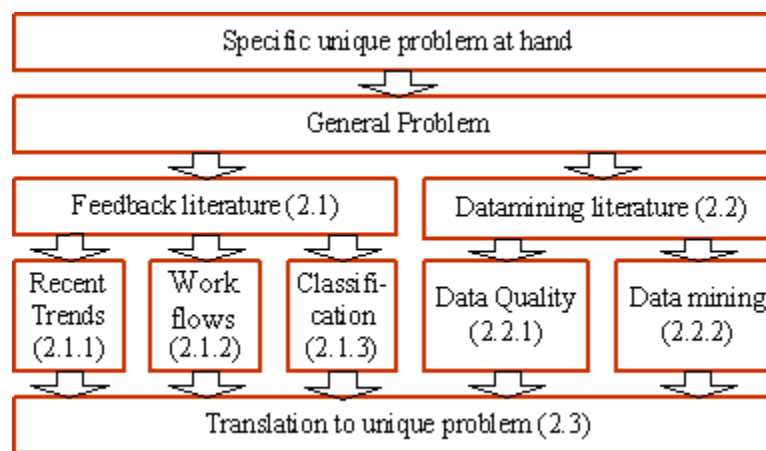 Specific unique problem at hand
General Problem
Feedback literature (2.1)
Datamining literature (2.2)
Recent
Trends
(2.1.1)
Work
flows
(2.1.2)
Classifi-
cation
(2.1.3)
Data Quality
(2.2.1)
Data mining
(2.2.2)
Translation to unique problem (2.3)